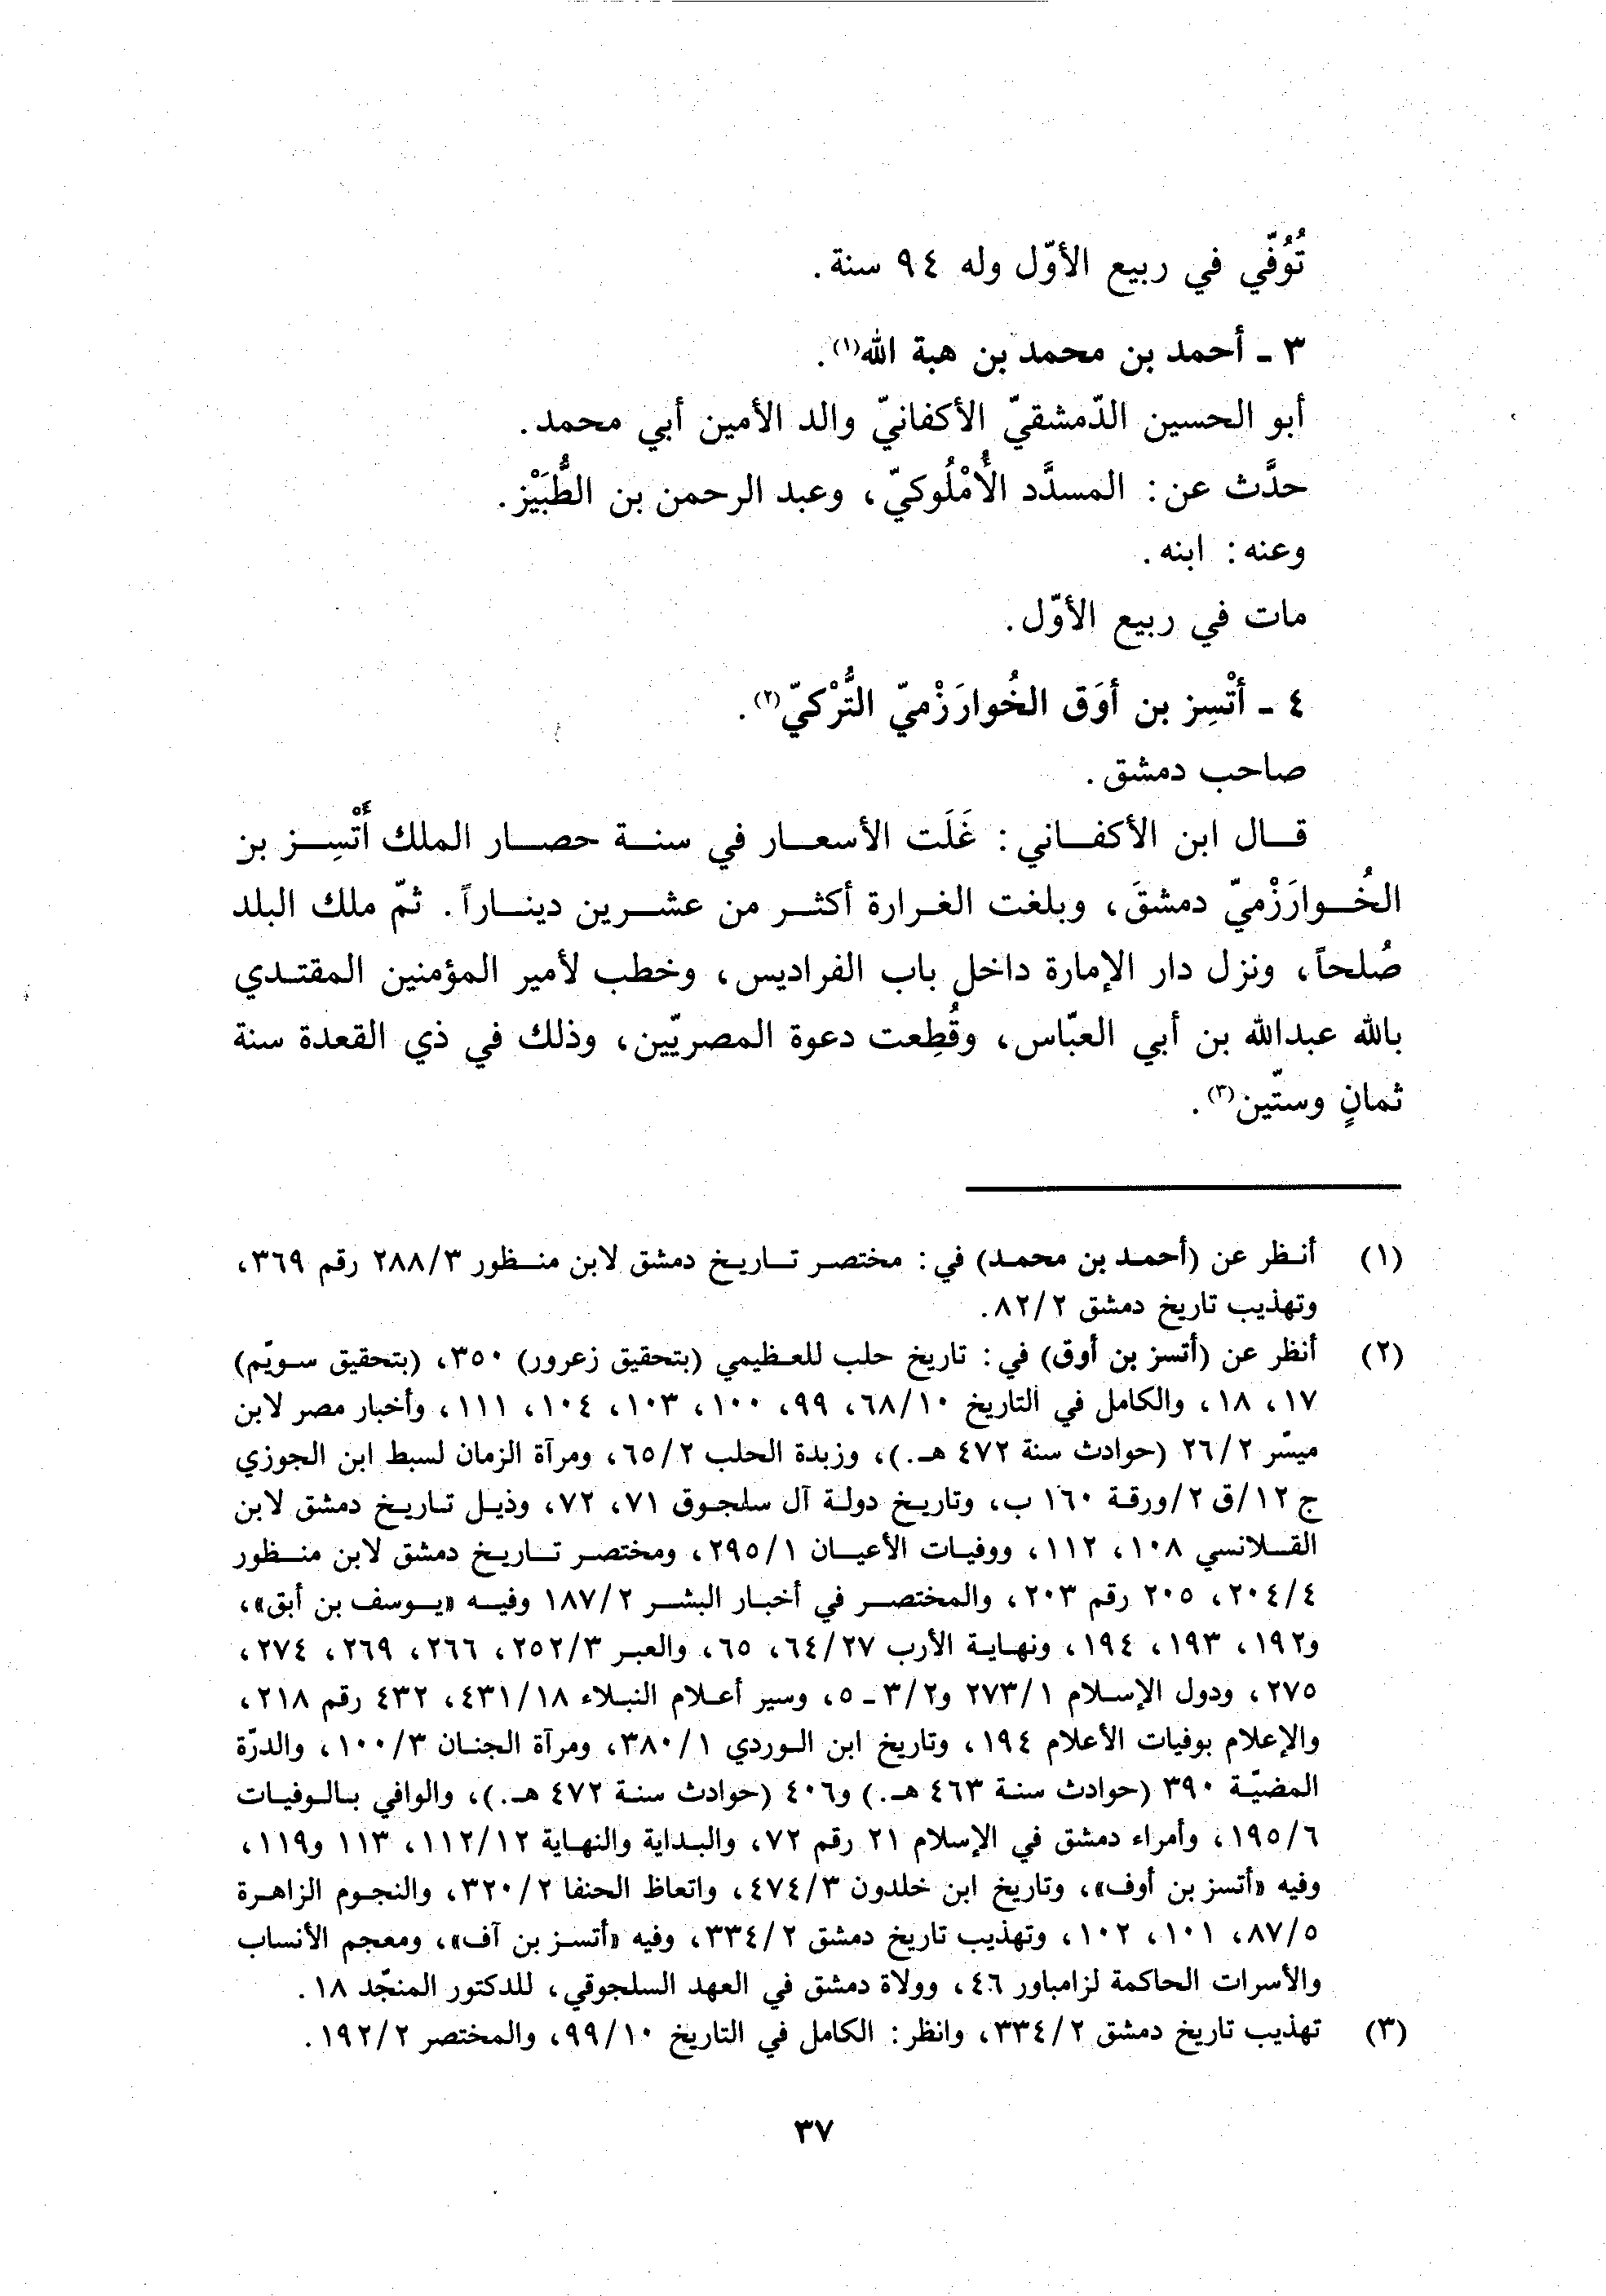 تُوُفّي في ربيع الأوّل وله ٩٤ سنة.
٣ - أحمد بن محمد بن هبة الله(١).
أبو الحسين الدّمشقيّ الأكفانيّ والد الأمين أبي محمد.
حدَّث عن: المسدَّد الأُمْلُوكيّ، وعبد الرحمن بن الطُّبَيْز.
وعنه: ابنه.
مات في ربيع الأوّل.
٤ - أتْسِز بن أوَق الخُوارَزْميّ التُّرْكيّ(٢).
صاحب دمشق.
قال ابن الأكفاني: غَلَت الأسعار في سنة حصار الملك أَتْسِز بن
الخُوارَزْميّ دمشقَ، وبلغت الغرارة أكثر من عشرين ديناراً. ثمّ ملك البلد
صُلحاً، ونزل دار الإمارة داخل باب الفراديس، وخطب لأمير المؤمنين المقتدي
بالله عبدالله بن أبي العبّاس، وقُطِعت دعوة المصريّين، وذلك في ذي القعدة سنة
ثمانٍ وستّين(٣).
(١) أنظر عن (أحمد بن محمد) في: مختصر تاريخ دمشق لابن منظور ٢٨٨/٣ رقم ٣٦٩،
وتهذيب تاريخ دمشق ٨٢/٢.
(٢) أنظر عن (أتسز بن أوق) في: تاريخ حلب للعظيمي (بتحقيق زعرور) ٣٥٠، (بتحقيق سويّم)
١٧، ١٨، والكامل في التاريخ ٦٨/١٠، ٩٩، ١٠٠، ١٠٣، ١٠٤، ١١١، وأخبار مصر لابن
ميسّر ٢٦/٢ (حوادث سنة ٤٧٢ هـ.)، وزبدة الحلب ٦٥/٢، ومرآة الزمان لسبط ابن الجوزي
ج ١٢/ق ٢/ورقة ١٦٠ ب، وتاريخ دولة آل سلجوق ٧١، ٧٢، وذيل تاريخ دمشق لابن
القلانسي ١٠٨، ١١٢، ووفيات الأعيان ٢٩٥/١، ومختصر تاريخ دمشق لابن منظور
٢٠٤/٤، ٢٠٥ رقم ٢٠٣، والمختصر في أخبار البشر ١٨٧/٢ وفيه «يوسف بن أبق»،
و١٩٢، ١٩٣، ١٩٤، ونهاية الأرب ٦٤/٢٧، ٦٥، والعبر ٢٥٢/٣، ٢٦٦، ٢٦٩، ٢٧٤،
٢٧٥، ودول الإسلام ٢٧٣/١ و٣/٢ - ٥، وسير أعلام النبلاء ٤٣١/١٨، ٤٣٢ رقم ٢١٨،
والإعلام بوفيات الأعلام ١٩٤، وتاريخ ابن الوردي ٣٨٠/١، ومرآة الجنان ١٠٠/٣، والدرّة
المضيّة ٣٩٠ (حوادث سنة ٤٦٣ هـ.) و٤٠٦ (حوادث سنة ٤٧٢ هـ.)، والوافي بالوفيات
١٩٥/٦، وأمراء دمشق في الإسلام ٢١ رقم ٧٢، والبداية والنهاية ١١٢/١٢، ١١٣ و١١٩،
وفيه «أتسز بن أوف»، وتاريخ ابن خلدون ٤٧٤/٣، واتعاظ الحنفا ٣٢٠/٢، والنجوم الزاهرة
٨٧/٥، ١٠١، ١٠٢، وتهذيب تاريخ دمشق ٣٣٤/٢، وفيه «أتسز بن آف»، ومعجم الأنساب
والأسرات الحاكمة لزامباور ٤٦، وولاة دمشق في العهد السلجوقي، للدكتور المنجّد ١٨.
(٣) تهذيب تاريخ دمشق ٣٣٤/٢، وانظر: الكامل في التاريخ ٩٩/١٠، والمختصر ١٩٢/٢.
٣٧